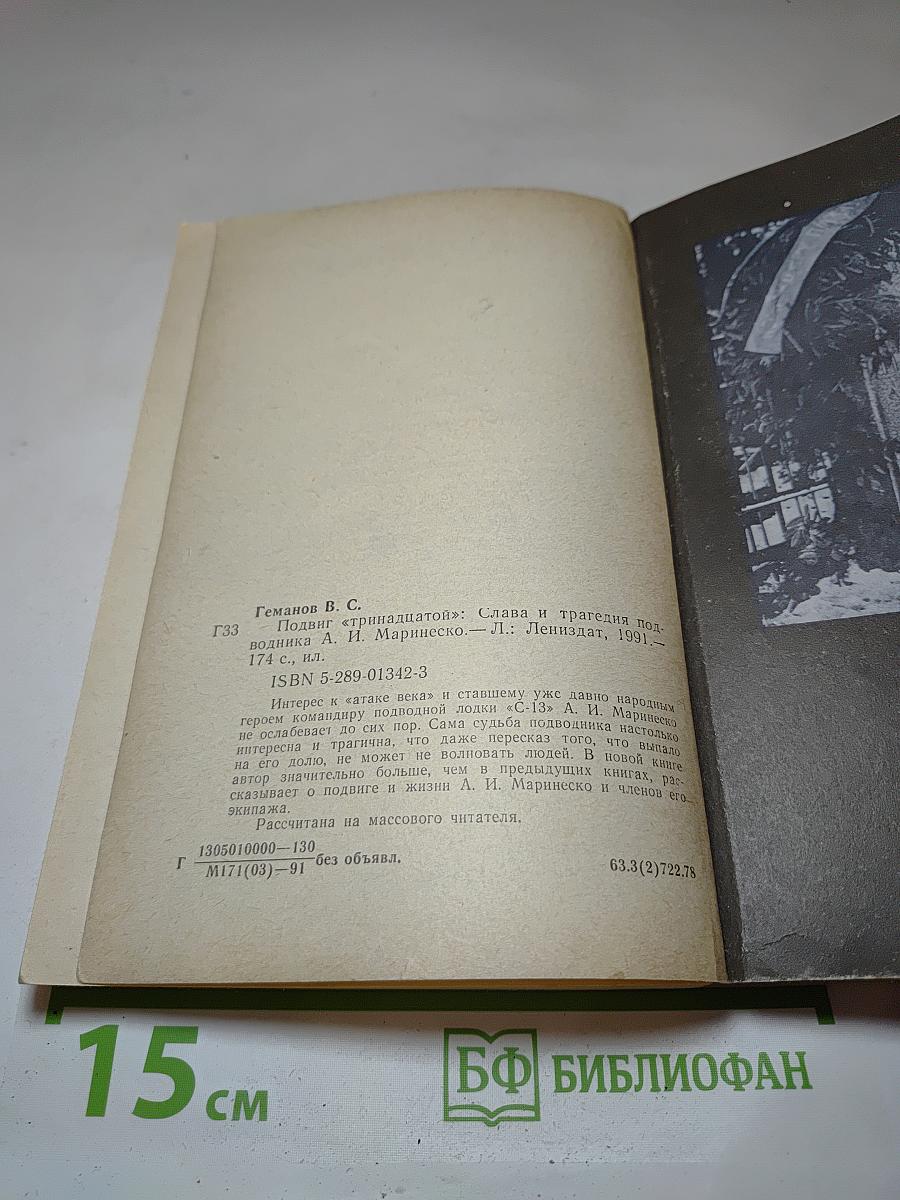 Геманов В. С.
Г33 Подвиг «тринадцатой»: Слава и трагедия под-
водника А. И. Маринеско.— Л.: Лениздат, 1991.—
174 с., ил.
ISBN 5-289-01342-3
Интерес к «атаке века» и ставшему уже давно народным
героем командиру подводной лодки «С-13» А. И. Маринеско
не ослабевает до сих пор. Сама судьба подводника настолько
интересна и трагична, что даже пересказ того, что выпало
на его долю, не может не волновать людей. В новой книге
автор значительно больше, чем в предыдущих книгах, рас-
сказывает о подвиге и жизни А. И. Маринеско и членов его
экипажа.
Рассчитана на массового читателя.
Г 1305010000—130
М171(03)—91 без объявл.
63.3(2)722.78
15 см
БФ БИБЛИОФАН